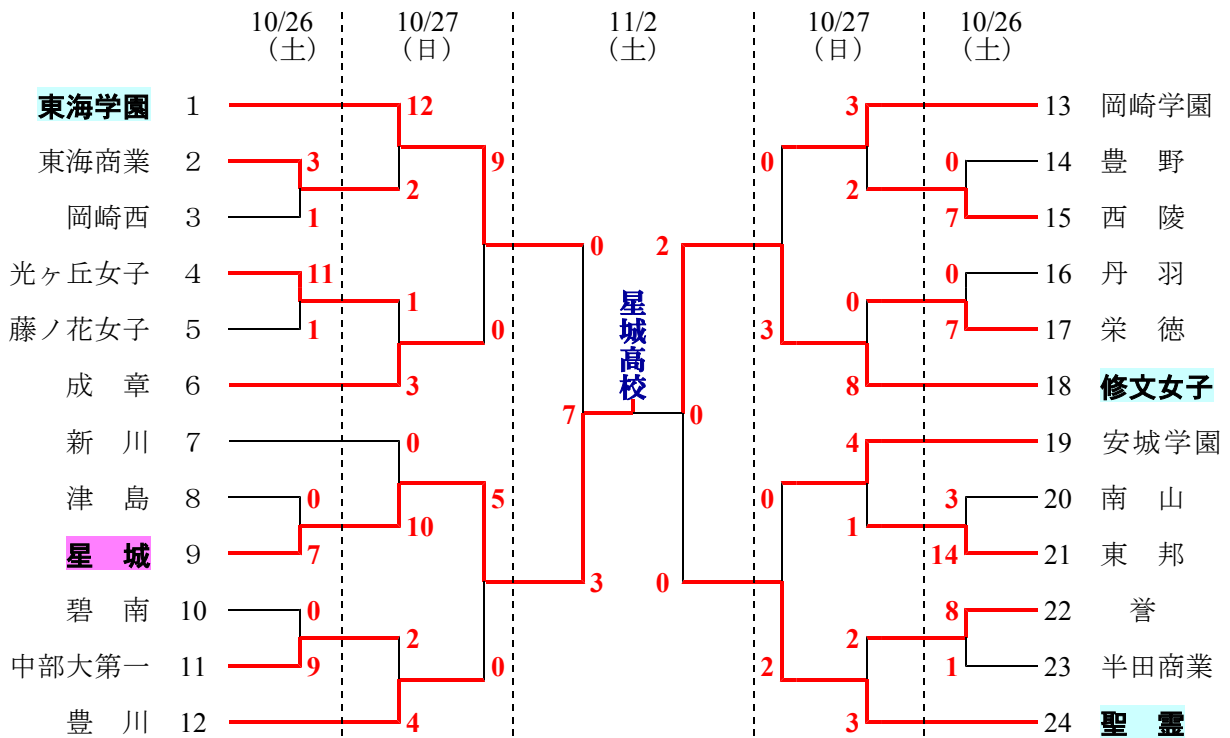 10/26 10/27 11/2 10/27 10/26
（土） （日） （土） （日） （土）
東海学園 1 12 3 13 岡崎学園
東海商業 2 3 9 0 0 14 豊 野
岡崎西 3 1 2 2 7 15 西 陵
光ヶ丘女子 4 11 0 2 0 16 丹 羽
藤ノ花女子 5 1 1 0 3 0 7 17 栄 徳
成 章 6 3 8 18 修文女子
星城高校
7 0
新 川 7 0 4 19 安城学園
津 島 8 0 5 0 3 20 南 山
星 城 9 7 10 1 14 21 東 邦
3 0
碧 南 10 0 8 22 誉
中部大第一 11 9 2 0 2 2 1 23 半田商業
豊 川 12 4 3 24 聖 霊